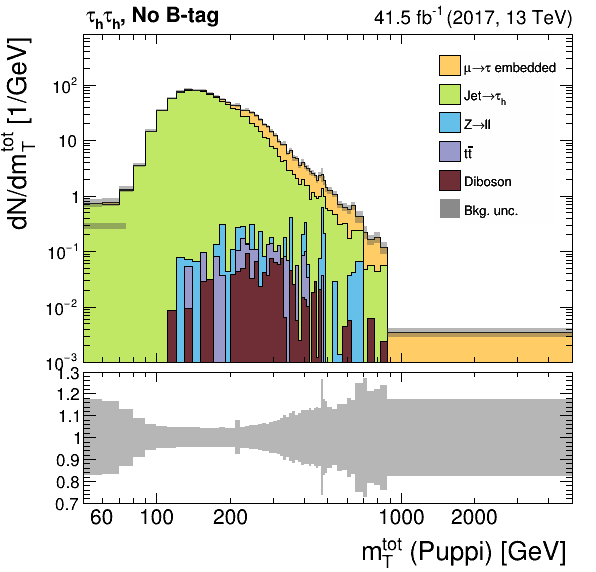 τhτh, No B-tag
41.5 fb-1 (2017, 13 TeV)
dN/dmTtot [1/GeV]
10²
10
1
10⁻¹
10⁻²
10⁻³
μ→τ embedded
Jet→τh
Z→ll
tt̄
Diboson
Bkg. unc.
1.3
1.2
1.1
1
0.9
0.8
0.7
60 100 200 1000 2000
mTtot (Puppi) [GeV]